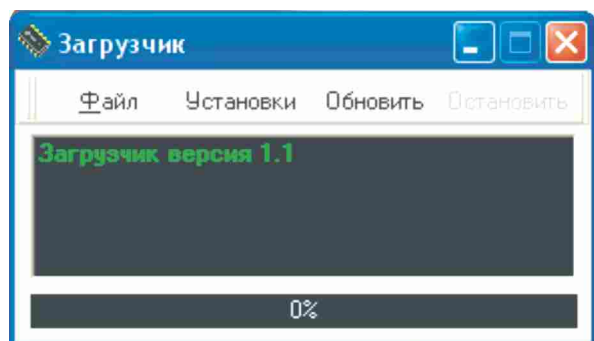 Загрузчик
Файл Установки Обновить Остановить
Загрузчик версия 1.1
0%